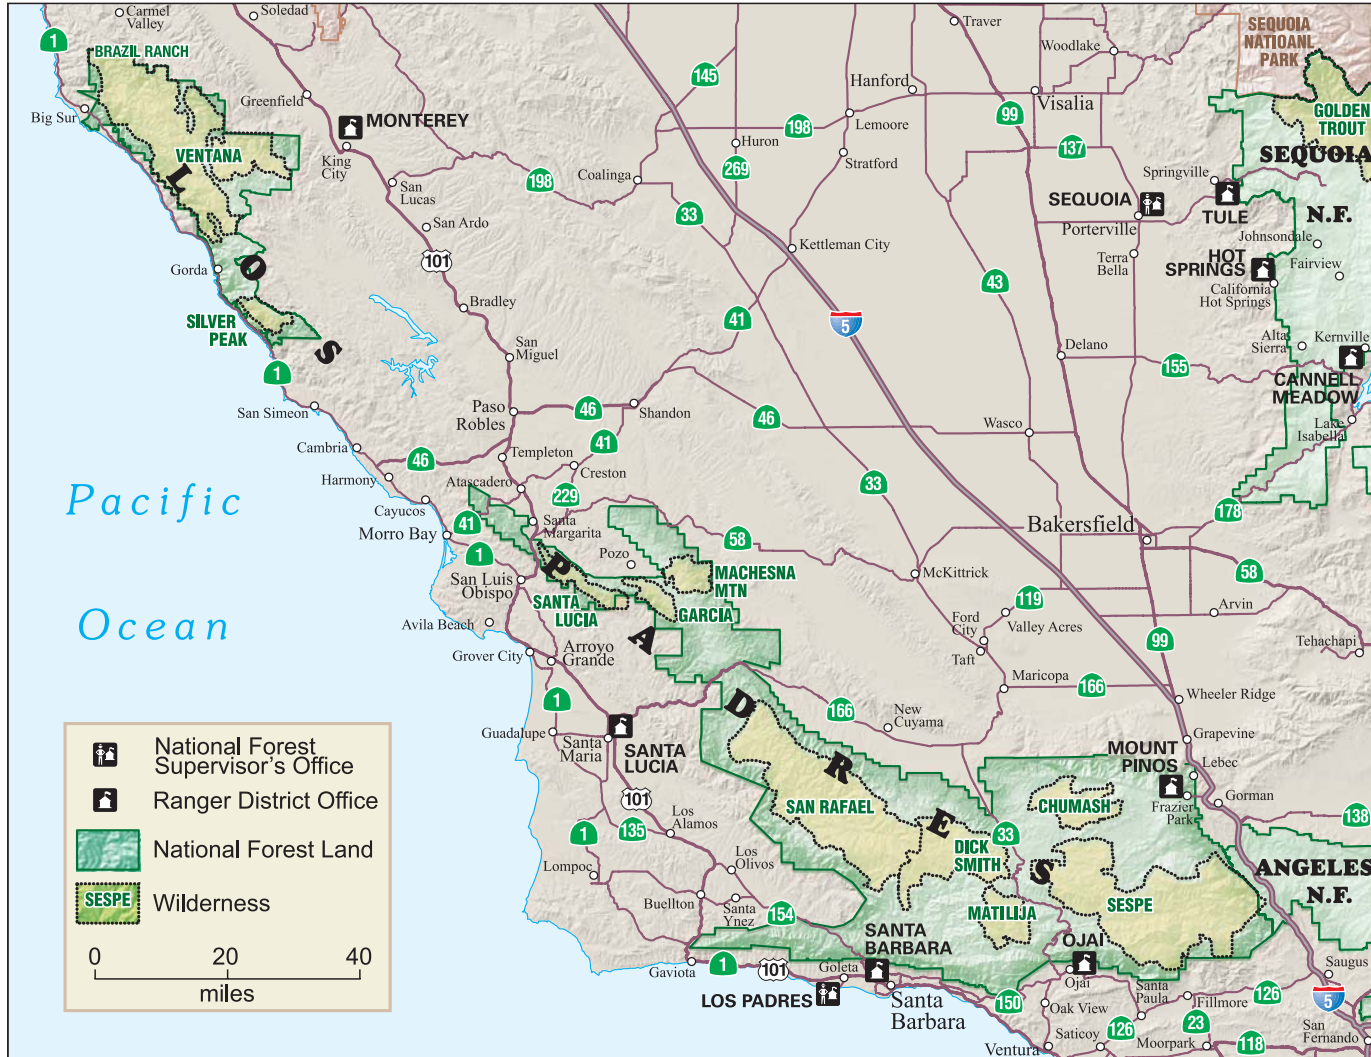 Carmel
Valley
Soledad
1
BRAZIL RANCH
Big Sur
Greenfield
MONTEREY
King
City
VENTANA
San
Lucas
San Ardo
101
198
Coalinga
145
Huron
269
198
33
Hanford
Lemoore
Stratford
Kettleman City
Traver
Woodlake
Visalia
99
137
SEQUOIA
NATIOANL
PARK
GOLDEN
TROUT
SEQUOIA
N.F.
Springville
TULE
SEQUOIA
Porterville
Terra
Bella
Johnsondale
Fairview
HOT
SPRINGS
California
Hot Springs
Alta
Sierra
Kernville
CANNELL
MEADOW
Lake
Isabella
Gorda
SILVER
PEAK
1
San Simeon
Bradley
San
Miguel
Paso
Robles
46
Shandon
41
46
41
5
43
Delano
155
Wasco
33
Cambria
46
Templeton
Creston
Harmony
Atascadero
229
Cayucos
41
Santa
Margarita
Morro Bay
1
Pozo
58
San Luis
Obispo
SANTA
LUCIA
GARCIA
MACHESNA
MTN
McKittrick
Bakersfield
178
58
119
Ford
City
Valley Acres
Taft
Arvin
Tehachapi
99
Avila Beach
Grover City
Arroyo
Grande
Maricopa
166
Wheeler Ridge
166
New
Cuyama
1
Guadalupe
Santa
Maria
SANTA
LUCIA
Grapevine
MOUNT
PINOS
Lebec
Frazier
Park
Gorman
138
101
135
Los
Alamos
1
Lompoc
Los
Olivos
SAN RAFAEL
DICK
SMITH
33
CHUMASH
MATILIJA
SESPE
ANGELES
N.F.
Buellton
Santa
Ynez
154
SANTA
BARBARA
OJAI
Ojai
Gaviota
1
101
Goleta
LOS PADRES
Santa
Barbara
150
Oak View
Santa
Paula
Fillmore
126
Saugus
5
San
Fernando
Ventura
Saticoy
126
23
Moorpark
118
L
O
S
P
A
D
R
E
S
Pacific
Ocean
National Forest
Supervisor's Office
Ranger District Office
National Forest Land
SESPE
Wilderness
0
20
40
miles